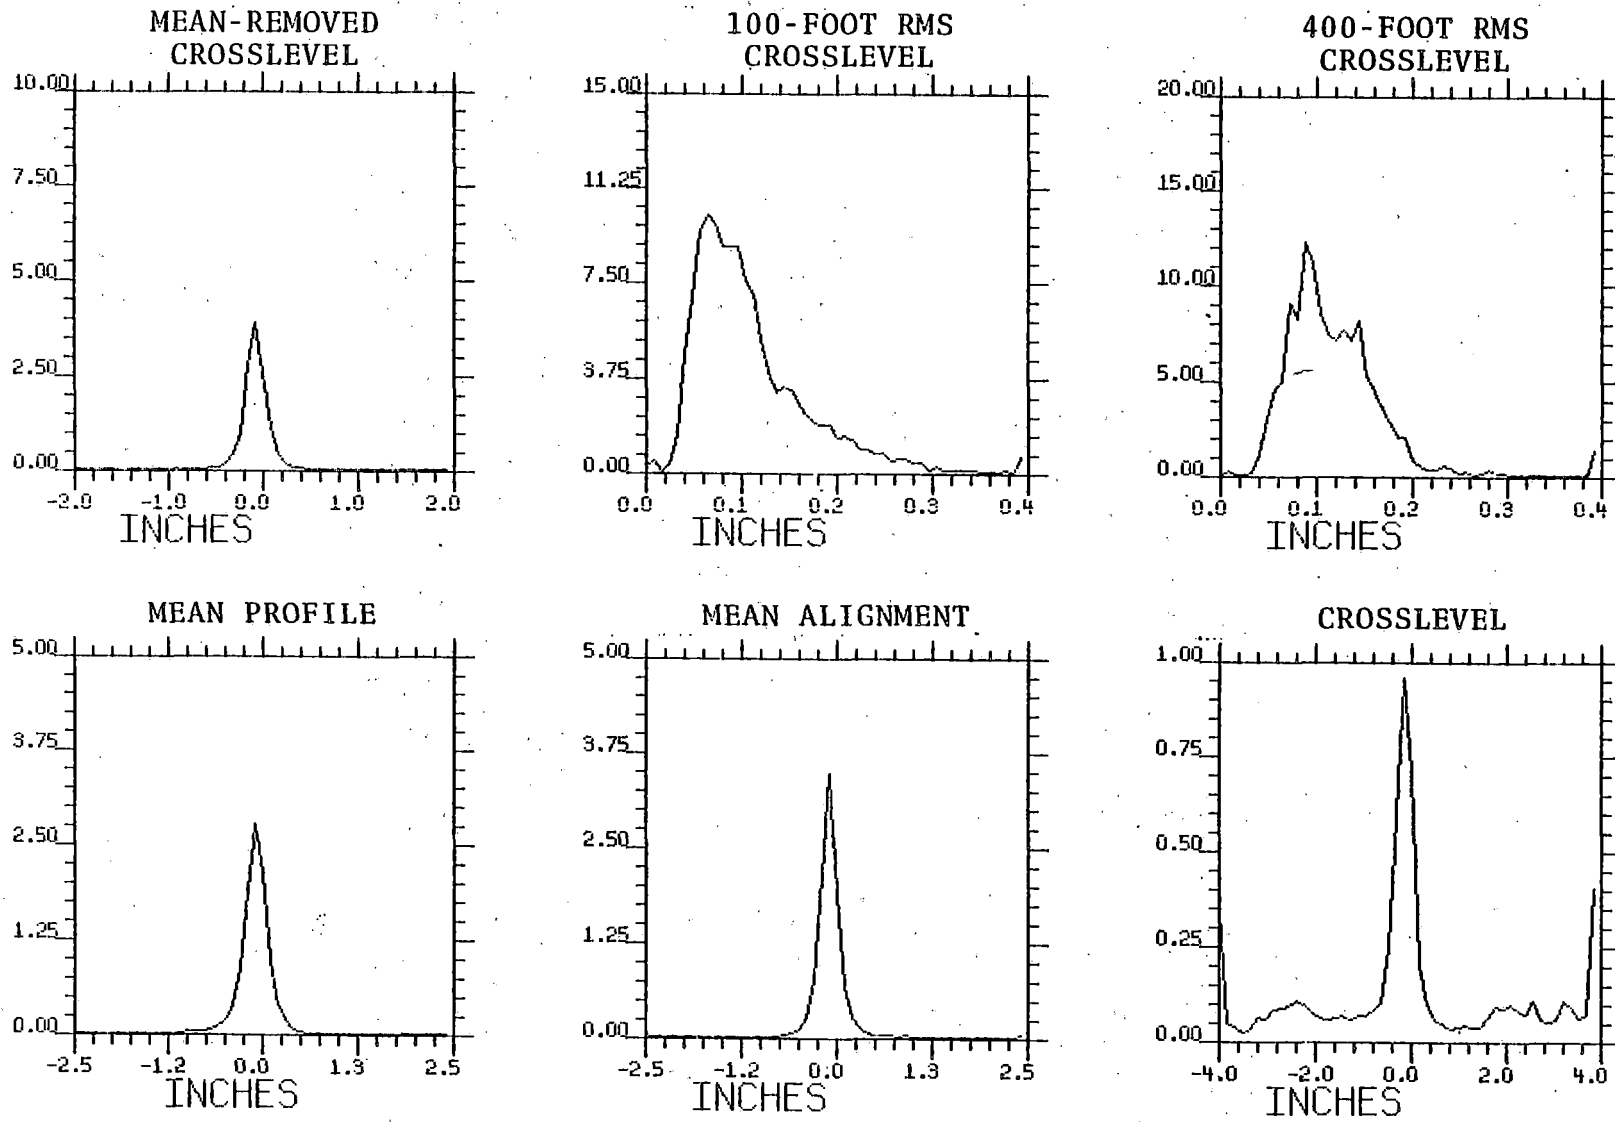 MEAN-REMOVED
CROSSLEVEL
10.00
7.50
5.00
2.50
0.00
-2.0 -1.0 0.0 1.0 2.0
INCHES
100-FOOT RMS
CROSSLEVEL
15.00
11.25
7.50
3.75
0.00
0.0 0.1 0.2 0.3 0.4
INCHES
400-FOOT RMS
CROSSLEVEL
20.00
15.00
10.00
5.00
0.00
0.0 0.1 0.2 0.3 0.4
INCHES
MEAN PROFILE
5.00
3.75
2.50
1.25
0.00
-2.5 -1.2 0.0 1.3 2.5
INCHES
MEAN ALIGNMENT
5.00
3.75
2.50
1.25
0.00
-2.5 -1.2 0.0 1.3 2.5
INCHES
CROSSLEVEL
1.00
0.75
0.50
0.25
0.00
-4.0 -2.0 0.0 2.0 4.0
INCHES